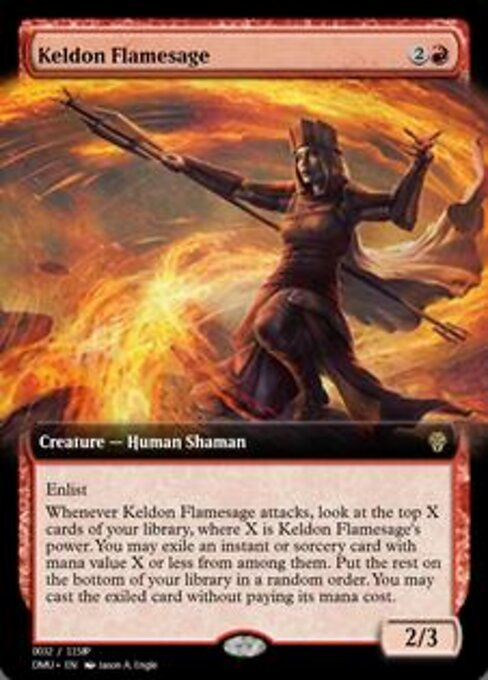 Keldon Flamesage 2
Creature — Human Shaman
Enlist
Whenever Keldon Flamesage attacks, look at the top X
cards of your library, where X is Keldon Flamesage's
power. You may exile an instant or sorcery card with
mana value X or less from among them. Put the rest on
the bottom of your library in a random order. You may
cast the exiled card without paying its mana cost.
2/3
DMU • EN Jason A. Engle